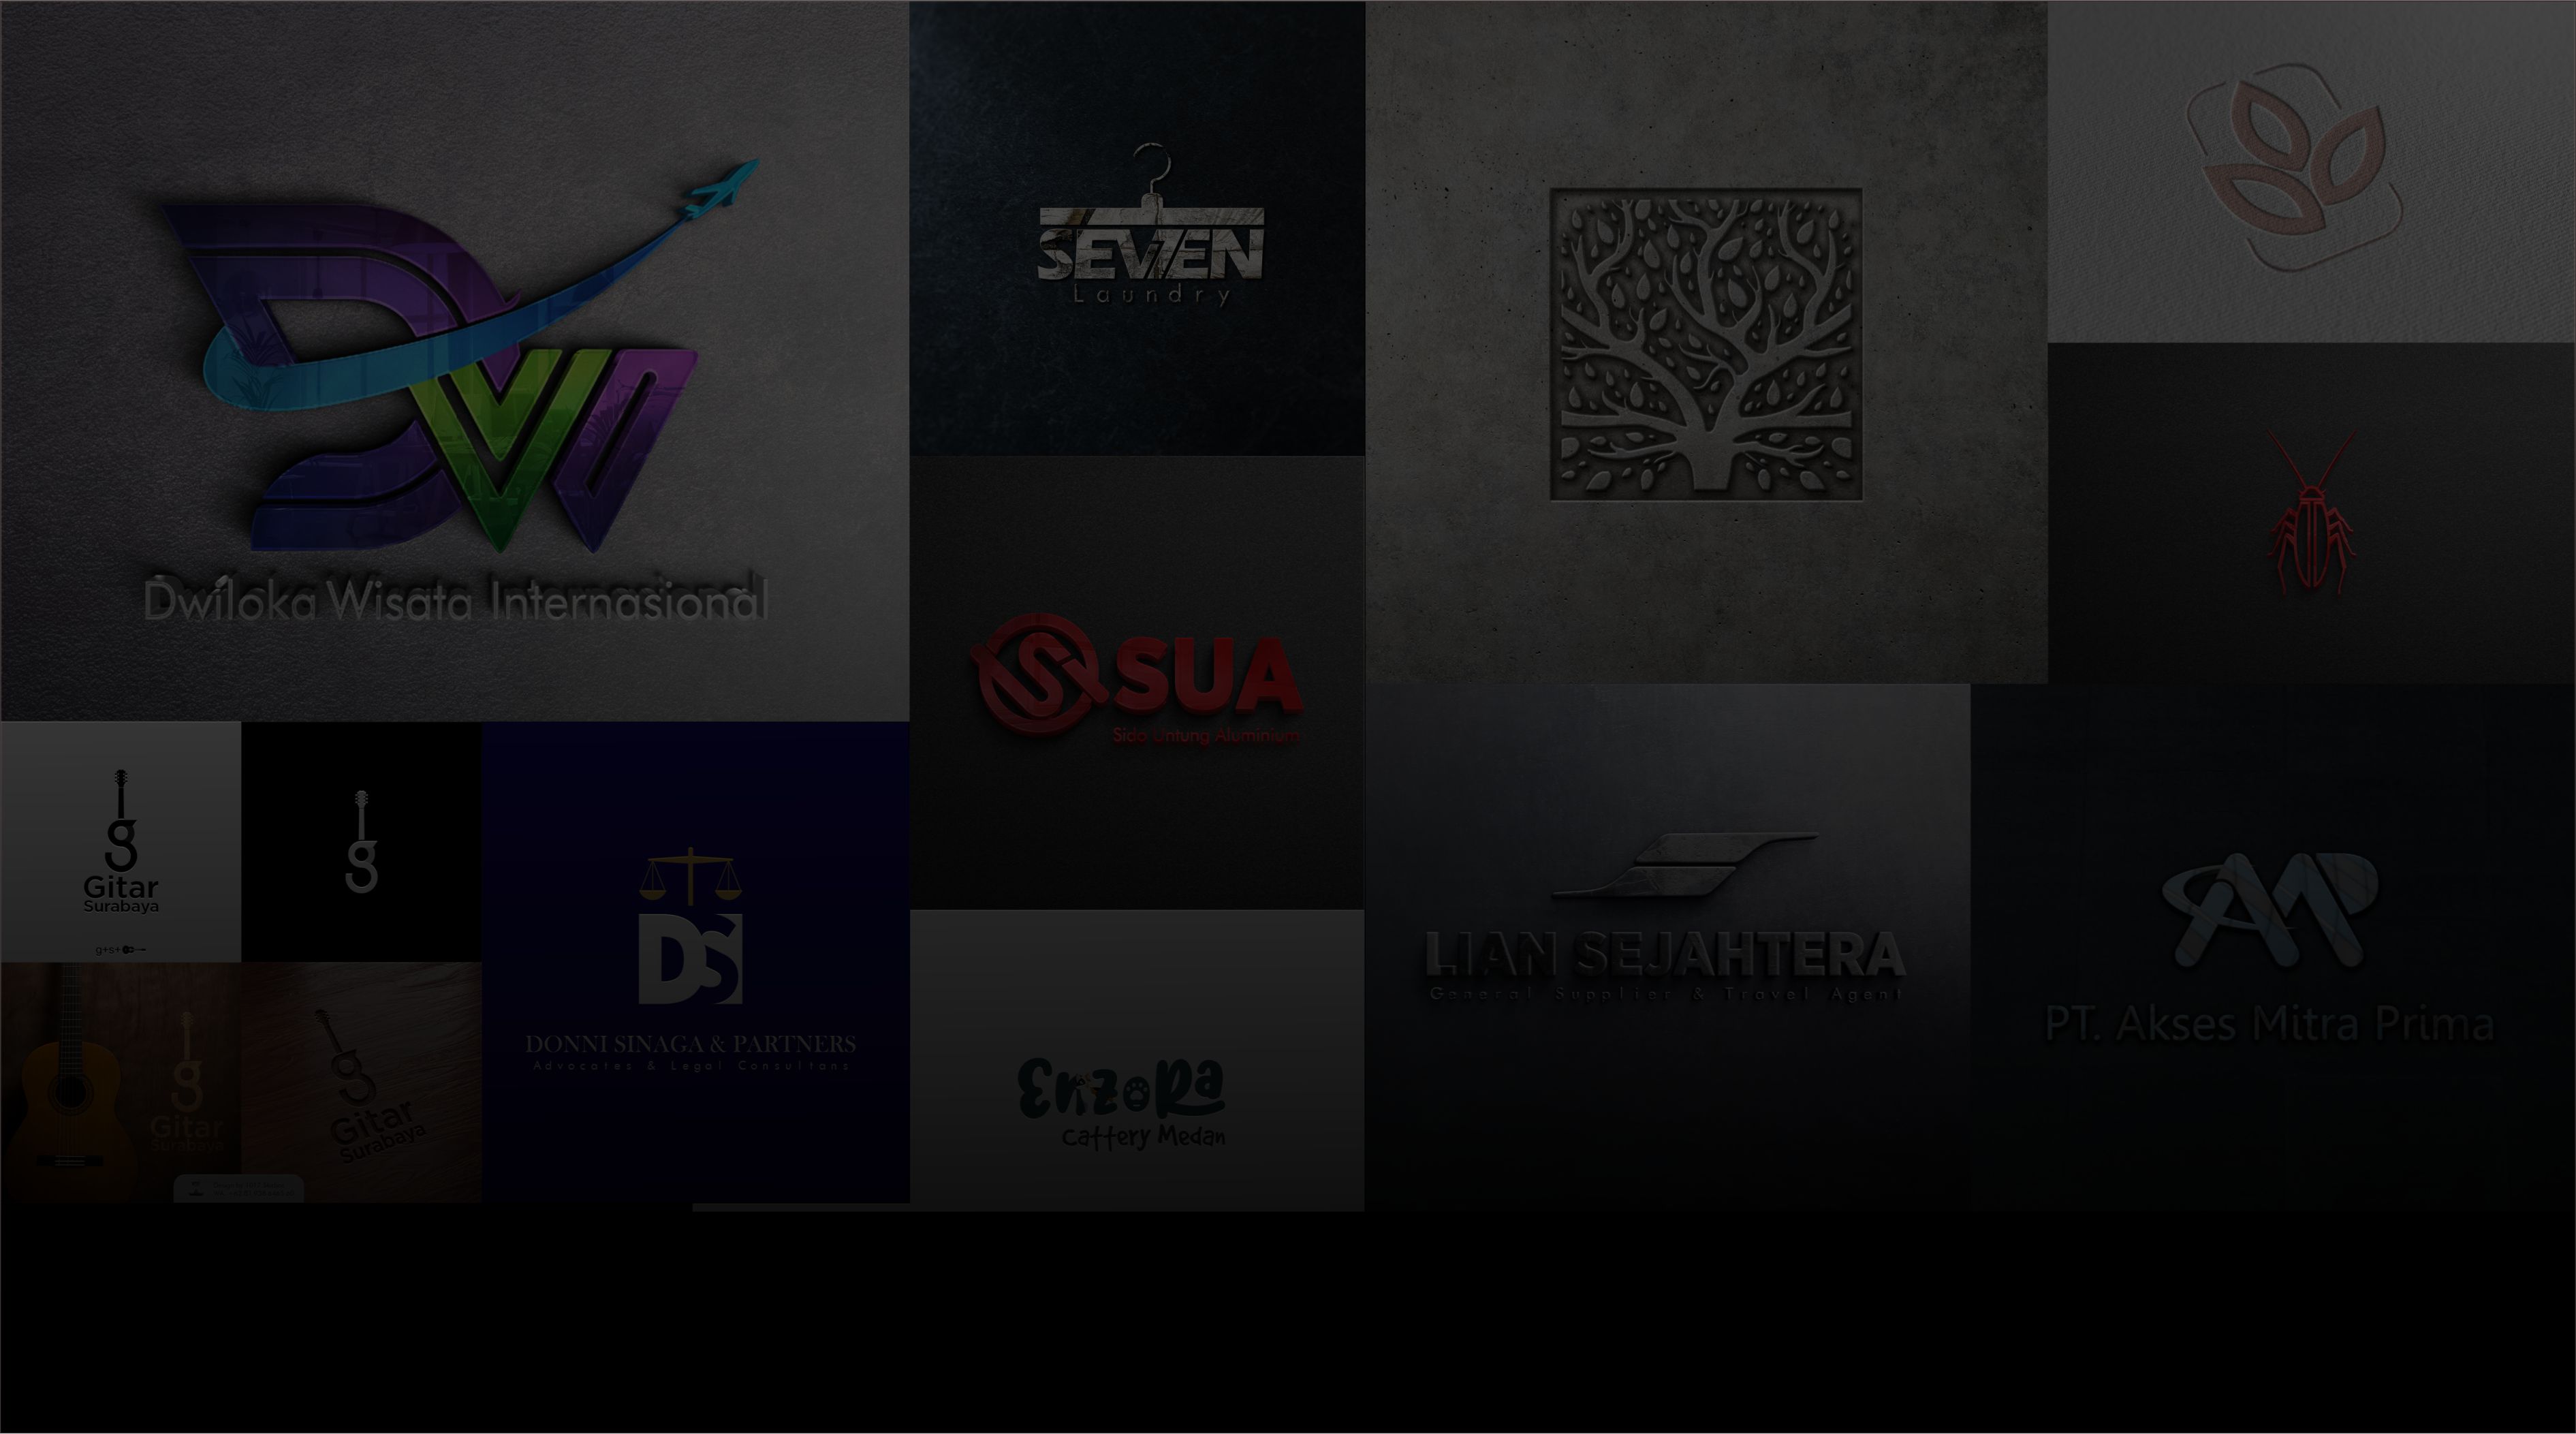 Dwiloka Wisata Internasional
SEV7EN
Laundry
SUA
Sido Untung Aluminium
Gitar
Surabaya
g+s+
Gitar
Surabaya
Gitar
Surabaya
DS
DONNI SINAGA & PARTNERS
Advocates & Legal Consultans
EnzoRa
Cattery Medan
LIAN SEJAHTERA
General Supplier & Travel Agent
PT. Akses Mitra Prima